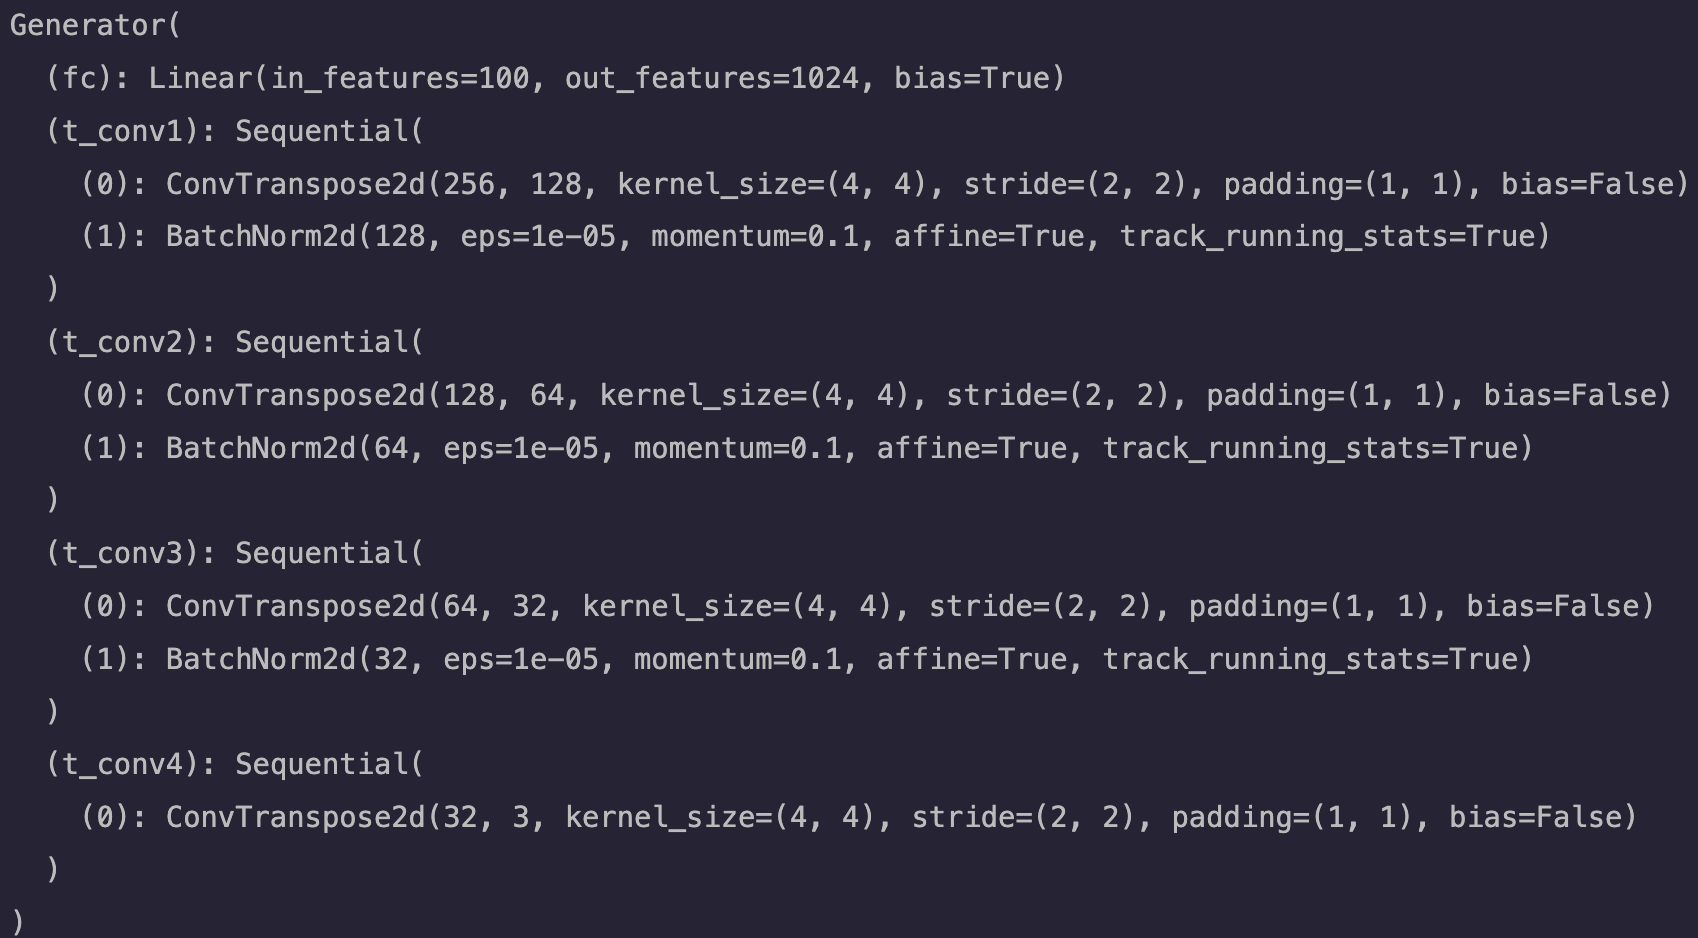 Generator(
  (fc): Linear(in_features=100, out_features=1024, bias=True)
  (t_conv1): Sequential(
    (0): ConvTranspose2d(256, 128, kernel_size=(4, 4), stride=(2, 2), padding=(1, 1), bias=False)
    (1): BatchNorm2d(128, eps=1e-05, momentum=0.1, affine=True, track_running_stats=True)
  )
  (t_conv2): Sequential(
    (0): ConvTranspose2d(128, 64, kernel_size=(4, 4), stride=(2, 2), padding=(1, 1), bias=False)
    (1): BatchNorm2d(64, eps=1e-05, momentum=0.1, affine=True, track_running_stats=True)
  )
  (t_conv3): Sequential(
    (0): ConvTranspose2d(64, 32, kernel_size=(4, 4), stride=(2, 2), padding=(1, 1), bias=False)
    (1): BatchNorm2d(32, eps=1e-05, momentum=0.1, affine=True, track_running_stats=True)
  )
  (t_conv4): Sequential(
    (0): ConvTranspose2d(32, 3, kernel_size=(4, 4), stride=(2, 2), padding=(1, 1), bias=False)
  )
)